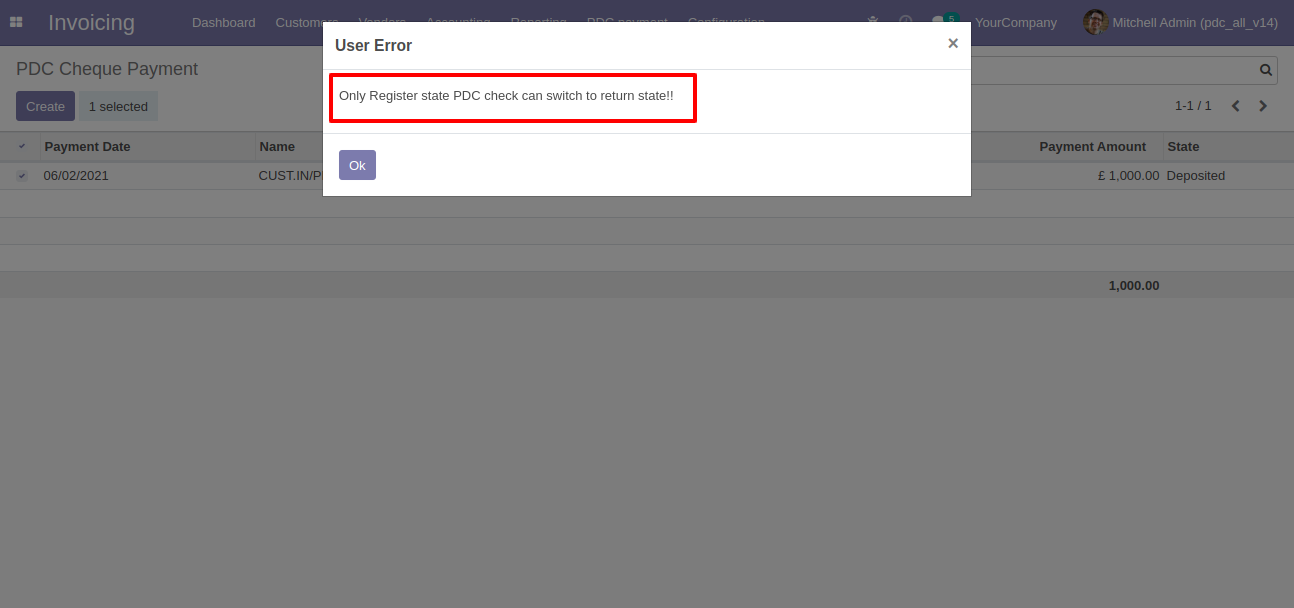 Invoicing
Dashboard Customers Vendors Accounting Reporting PDC payment Configuration 5 YourCompany Mitchell Admin (pdc_all_v14)
User Error ×
PDC Cheque Payment
Only Register state PDC check can switch to return state!!
Create 1 selected 1-1 / 1
Payment Date Name Payment Amount State
Ok
06/02/2021 CUST.IN/P £ 1,000.00 Deposited
1,000.00